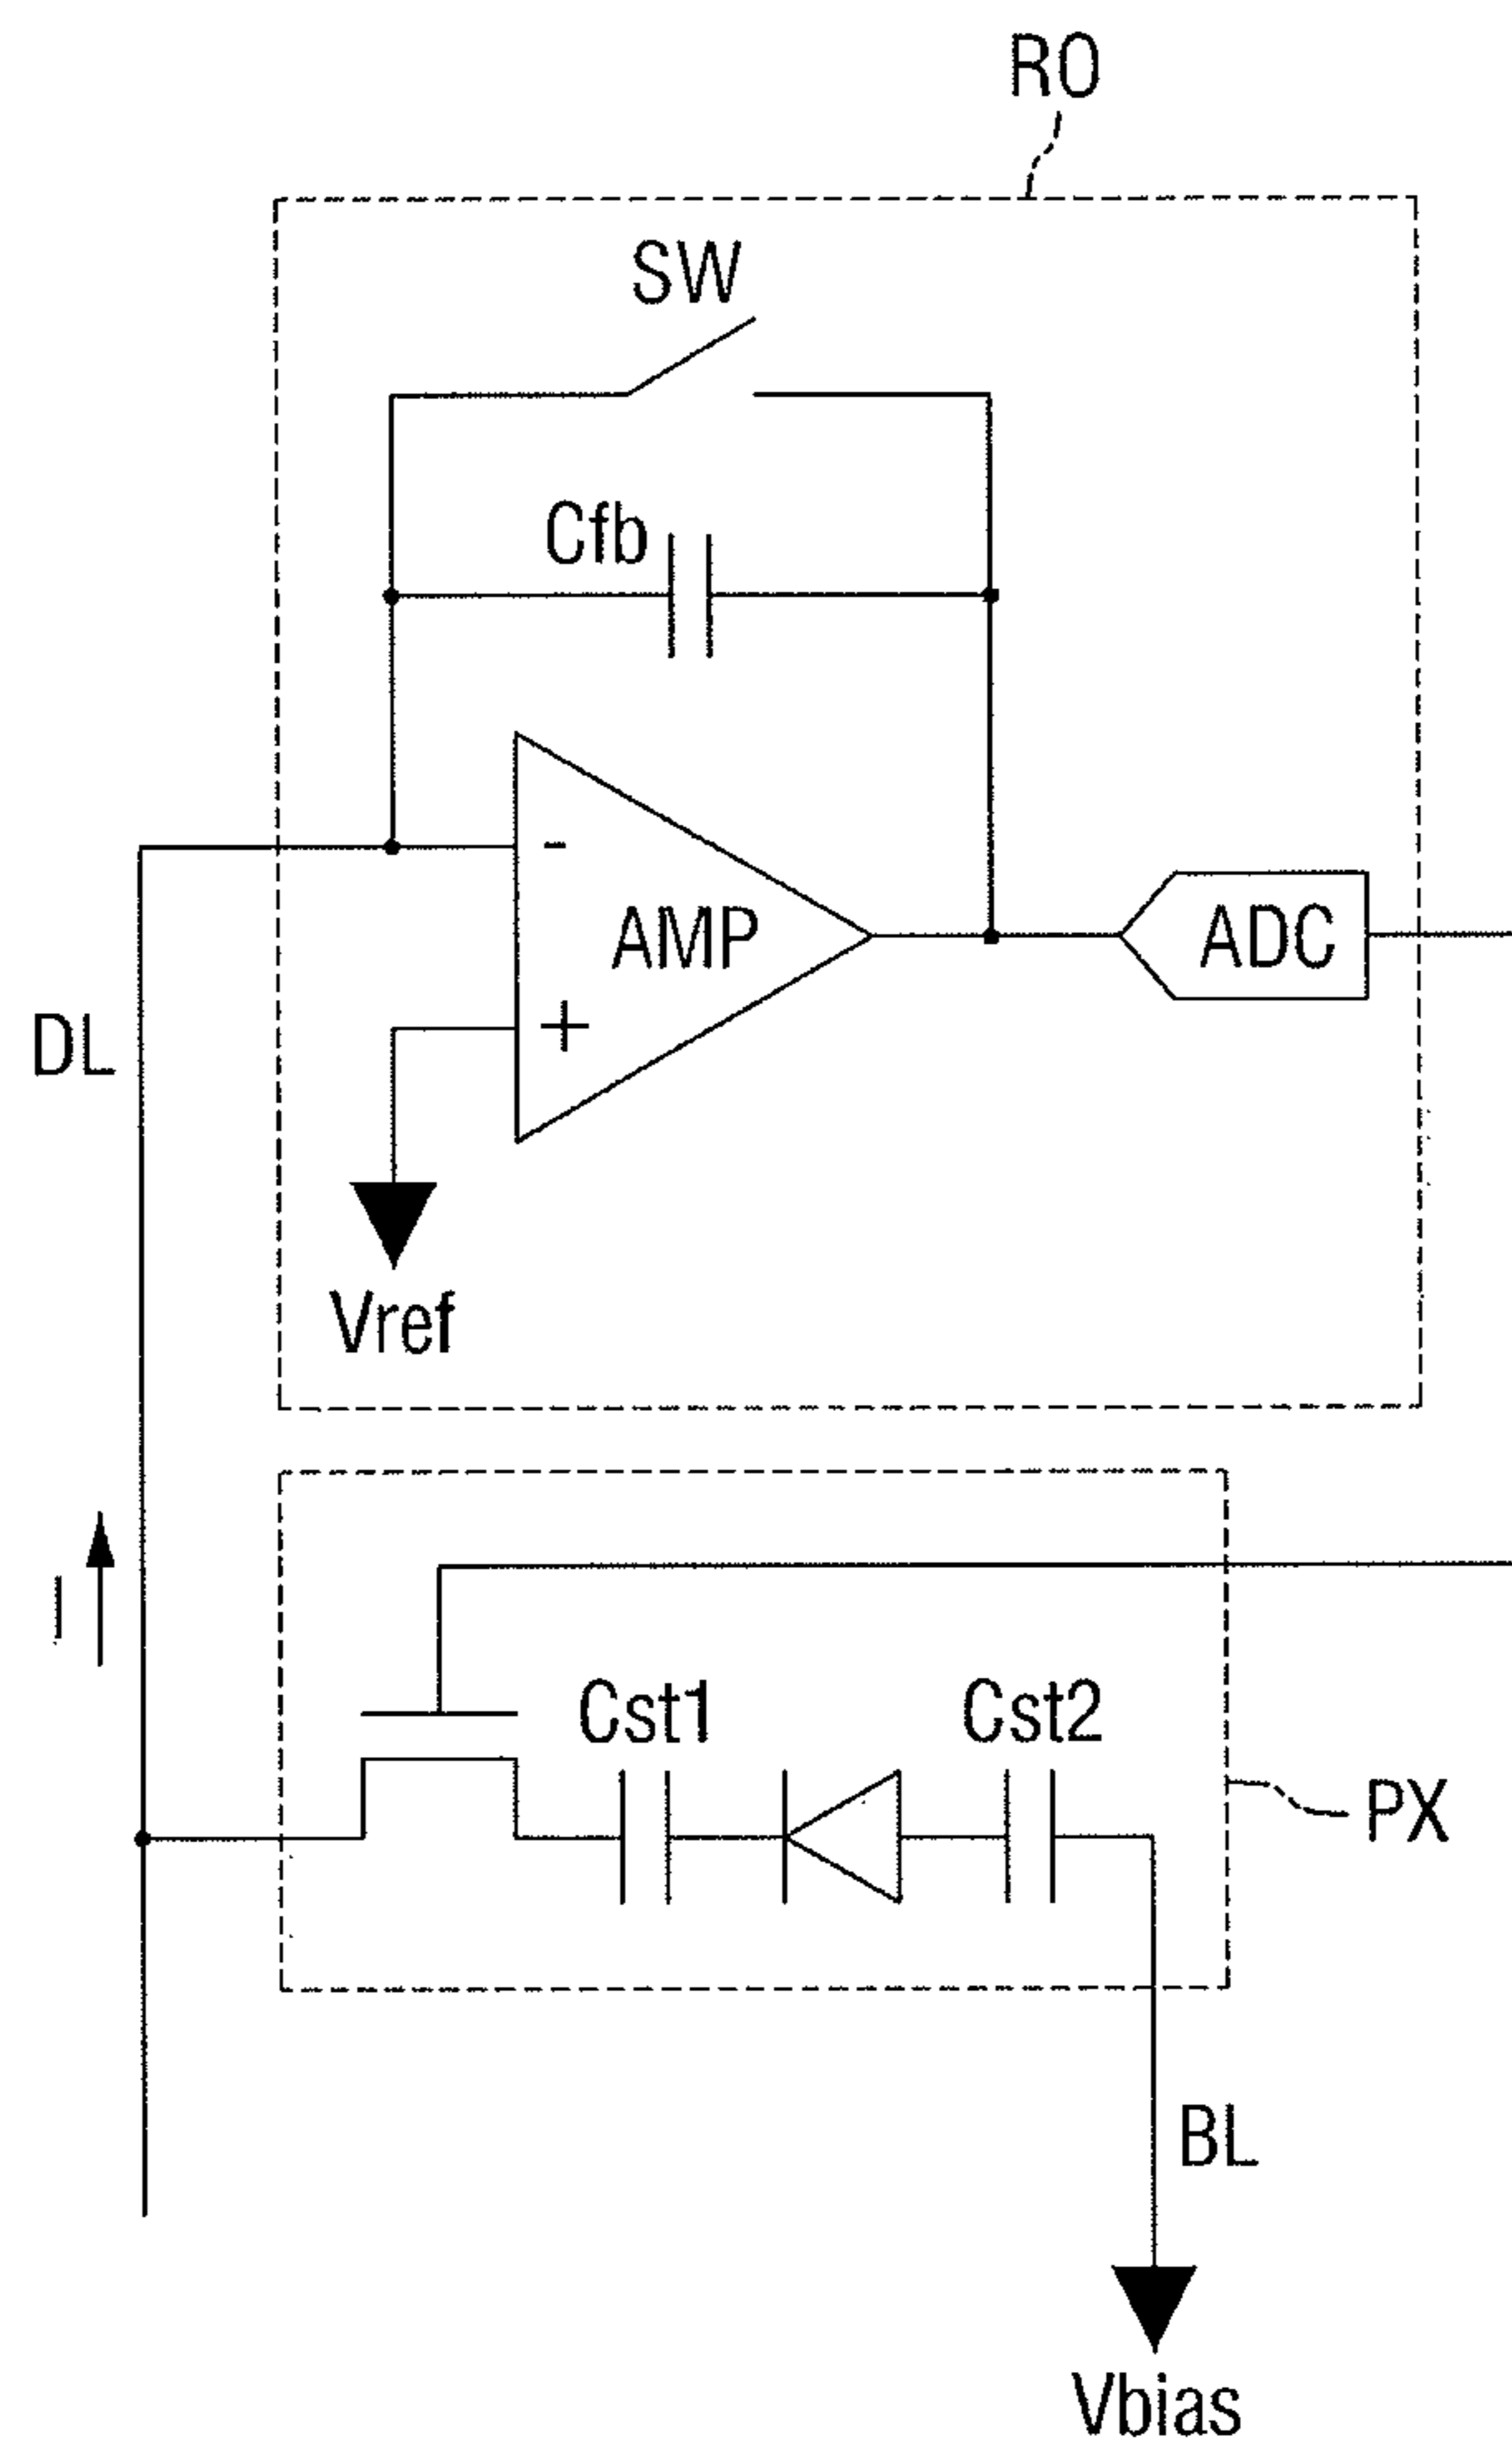 RO
SW
Cfb
-
AMP
ADC
DL
+
Vref
I
Cst1
Cst2
PX
BL
Vbias